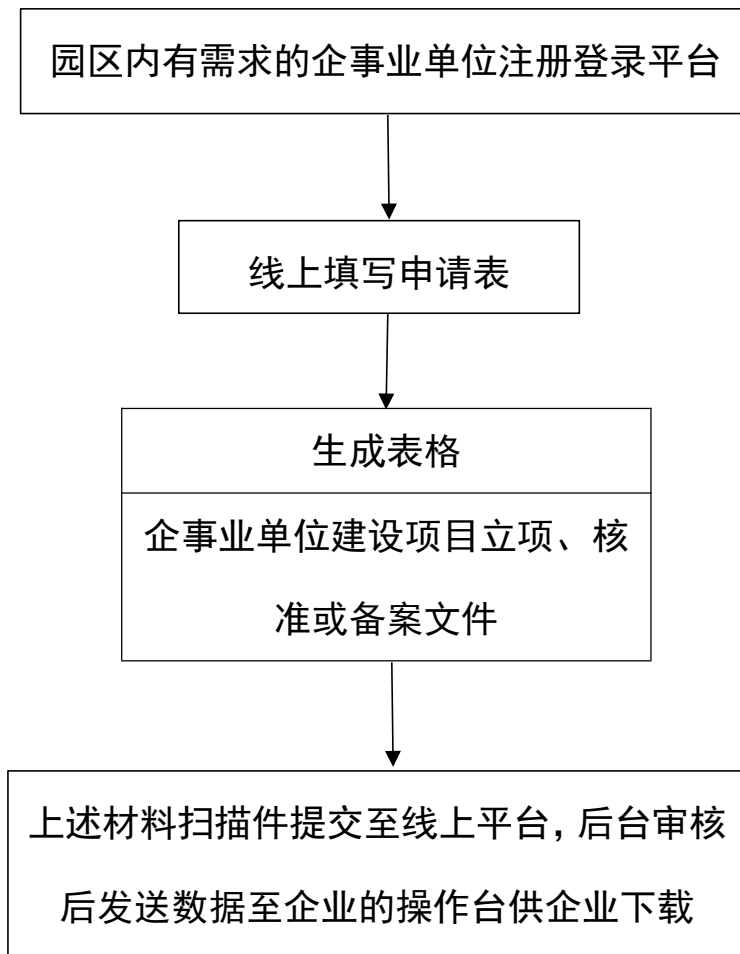 园区内有需求的企事业单位注册登录平台
线上填写申请表
生成表格
企事业单位建设项目立项、核
准或备案文件
上述材料扫描件提交至线上平台，后台审核
后发送数据至企业的操作台供企业下载